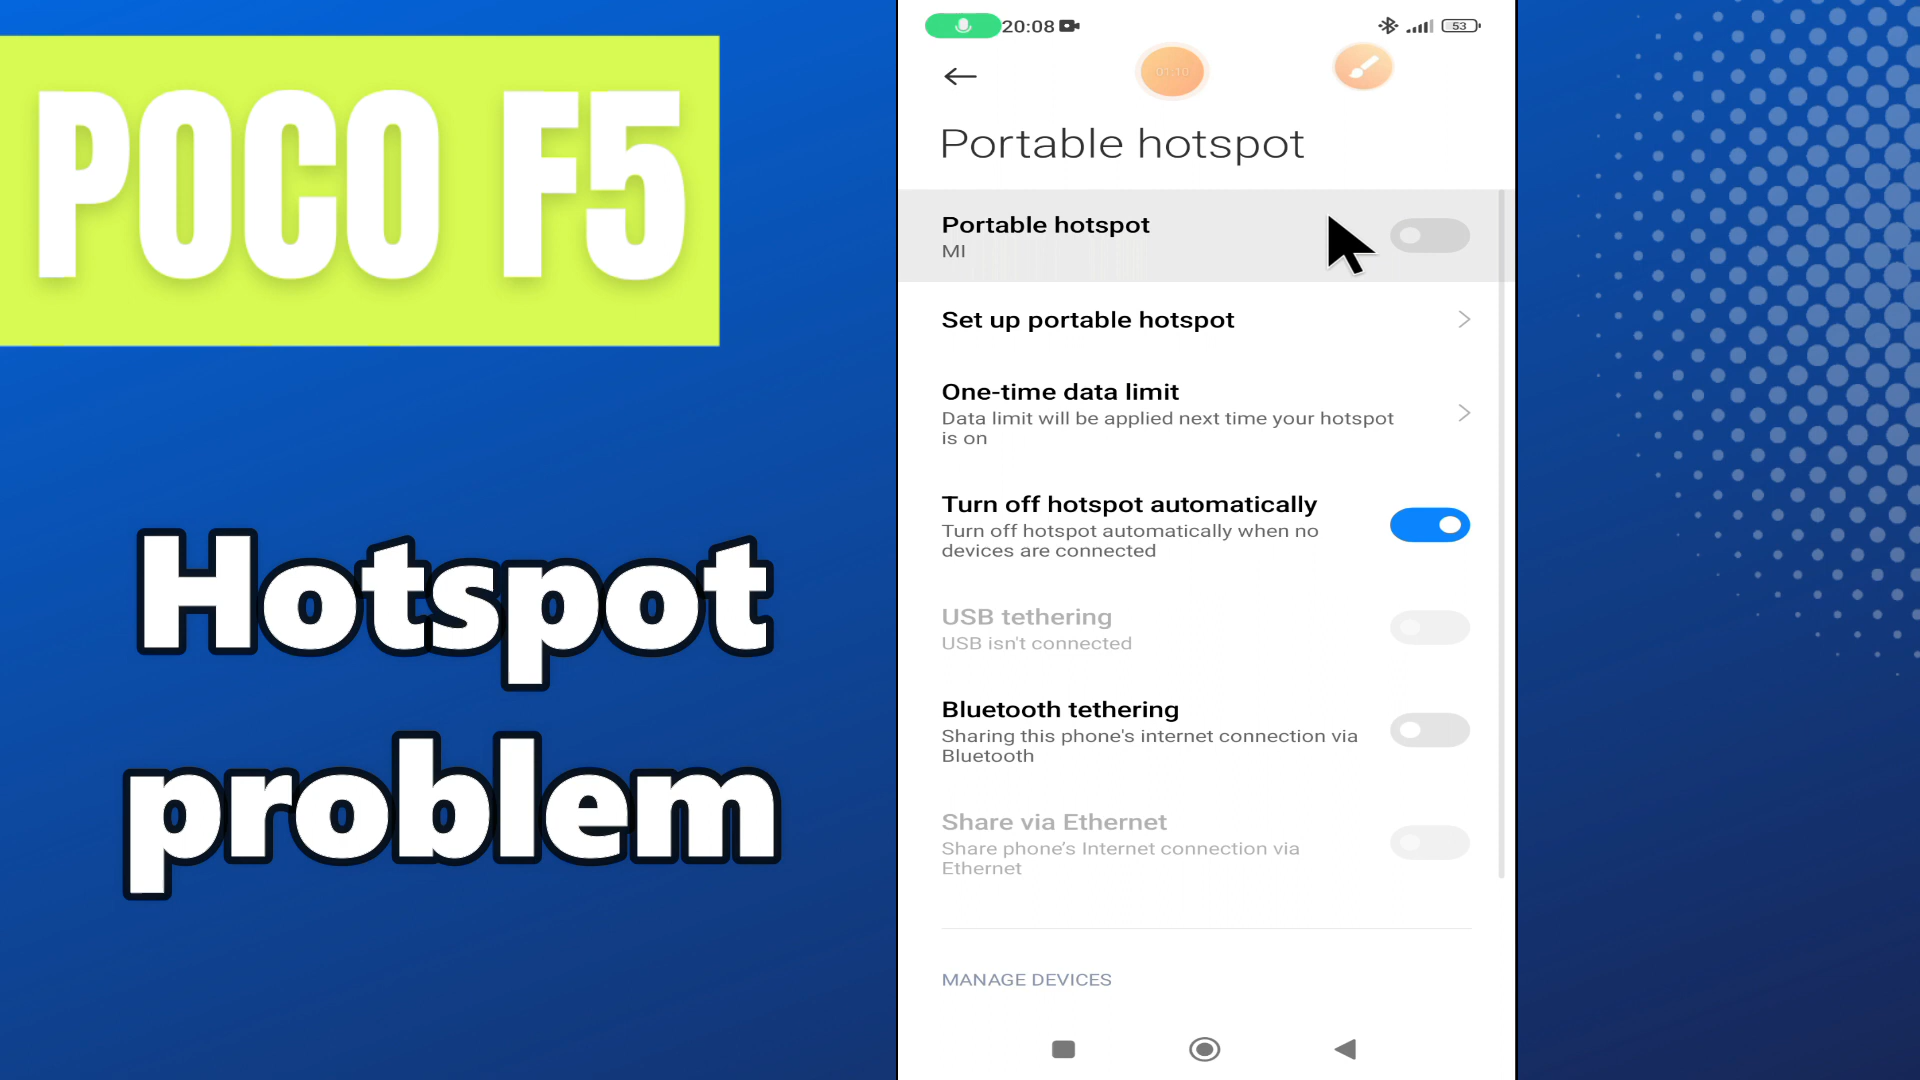 POCO F5
Hotspot
problem
20:08
53
01:10
Portable hotspot
Portable hotspot
MI
Set up portable hotspot
One-time data limit
Data limit will be applied next time your hotspot
is on
Turn off hotspot automatically
Turn off hotspot automatically when no
devices are connected
USB tethering
USB isn't connected
Bluetooth tethering
Sharing this phone's internet connection via
Bluetooth
Share via Ethernet
Share phone’s Internet connection via
Ethernet
MANAGE DEVICES